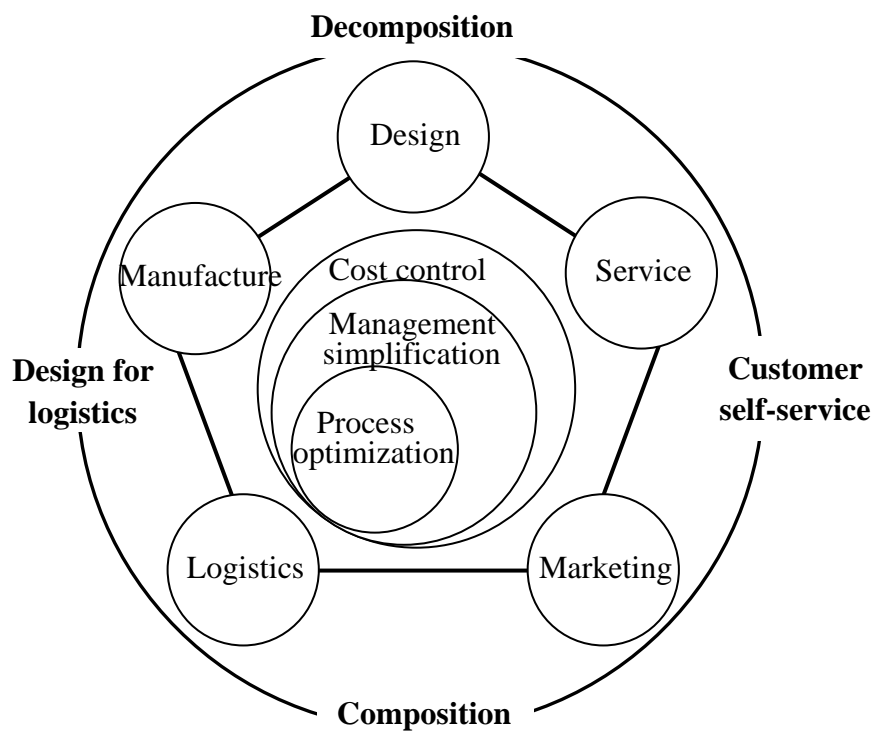 Decomposition
Design
Manufacture
Cost control
Service
Management
simplification
Design for
logistics
Customer
self-service
Process
optimization
Logistics
Marketing
Composition